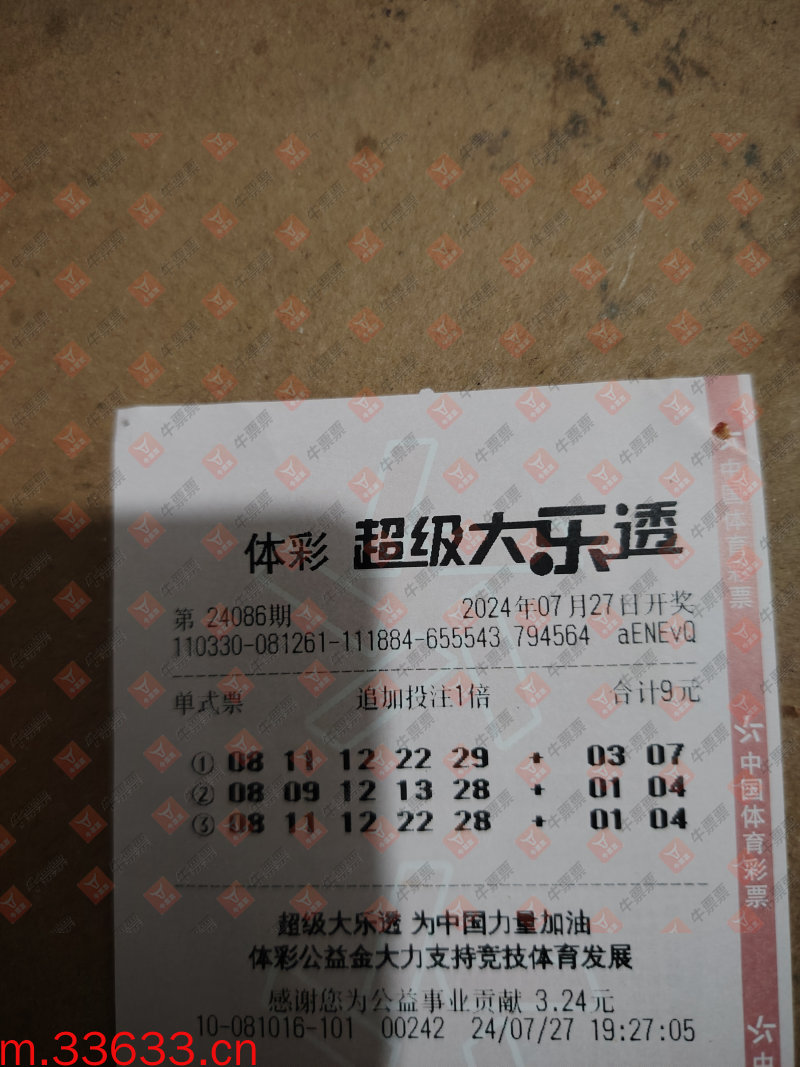 体彩 超级大乐透
第 24086期 2024年07月27日开奖
110330-081261-111884-655543 794564 aENEvQ
单式票 追加投注1倍 合计9元
① 08 11 12 22 29 + 03 07
② 08 09 12 13 28 + 01 04
③ 08 11 12 22 28 + 01 04
超级大乐透 为中国力量加油
体彩公益金大力支持竞技体育发展
感谢您为公益事业贡献 3.24元
10-081016-101 00242 24/07/27 19:27:05
中国体育彩票
中国体育彩票
中
牛票票
m.33633.cn